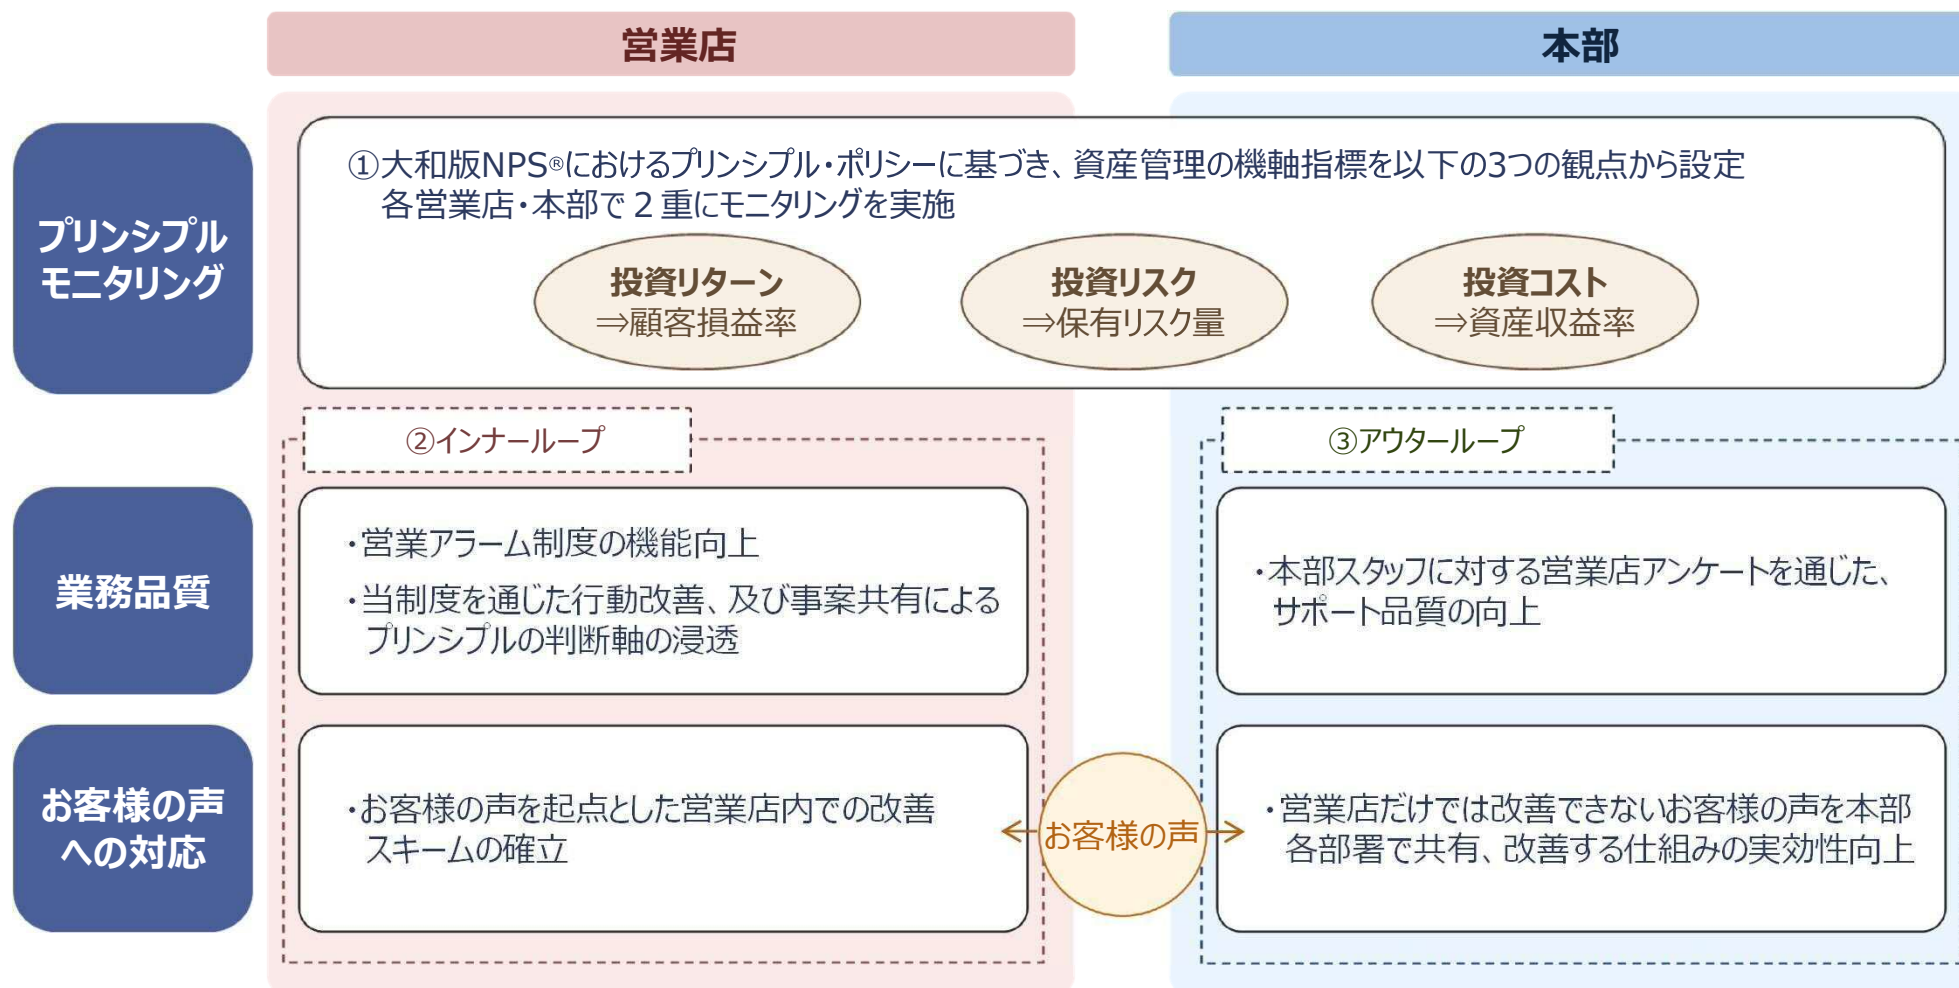 営業店
本部
プリンシプル
モニタリング
①大和版NPS®におけるプリンシプル・ポリシーに基づき、資産管理の機軸指標を以下の3つの観点から設定
各営業店・本部で２重にモニタリングを実施
投資リターン
⇒顧客損益率
投資リスク
⇒保有リスク量
投資コスト
⇒資産収益率
②インナーループ
③アウターループ
業務品質
・営業アラーム制度の機能向上
・当制度を通じた行動改善、及び事案共有による
プリンシプルの判断軸の浸透
・本部スタッフに対する営業店アンケートを通じた、
サポート品質の向上
お客様の声
への対応
・お客様の声を起点とした営業店内での改善
スキームの確立
お客様の声
・営業店だけでは改善できないお客様の声を本部
各部署で共有、改善する仕組みの実効性向上